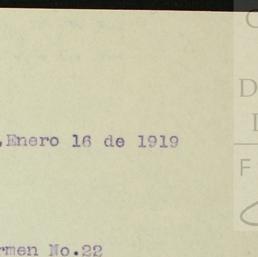 ,Enero 16 de 1919
rmen No.22